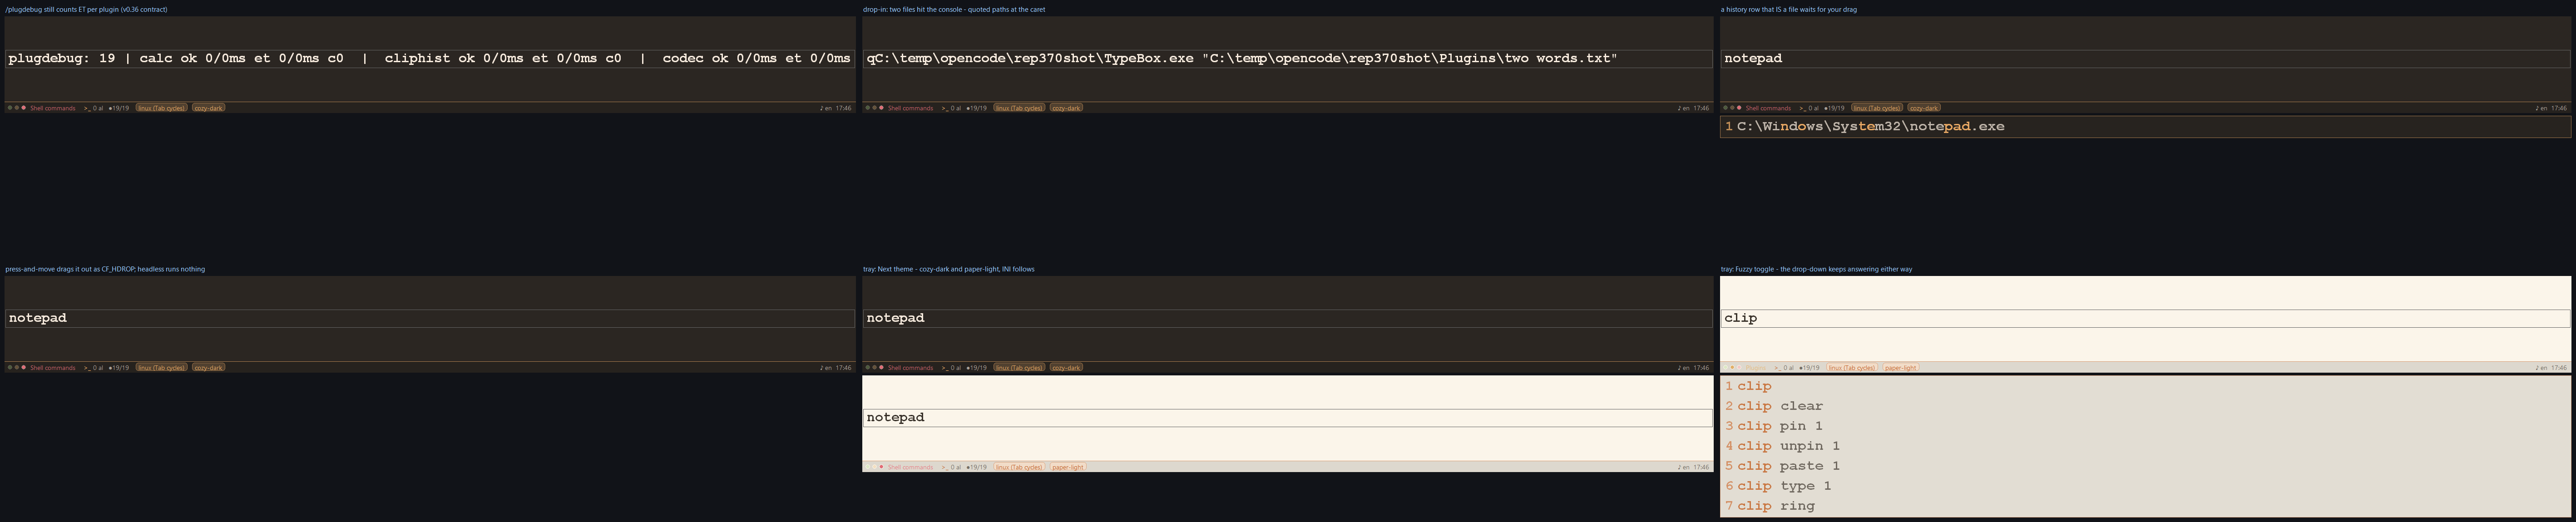 /plugdebug still counts ET per plugin (v0.36 contract)
plugdebug: 19 | calc ok 0/0ms et 0/0ms c0  |  cliphist ok 0/0ms et 0/0ms c0  |  codec ok 0/0ms et 0/0ms
Shell commands >_ 0 al ●19/19 linux (Tab cycles) cozy-dark ♪ en 17:46
drop-in: two files hit the console - quoted paths at the caret
qC:\temp\opencode\rep370shot\TypeBox.exe "C:\temp\opencode\rep370shot\Plugins\two words.txt"
Shell commands >_ 0 al ●19/19 linux (Tab cycles) cozy-dark ♪ en 17:46
a history row that IS a file waits for your drag
notepad
Shell commands >_ 0 al ●19/19 linux (Tab cycles) cozy-dark ♪ en 17:46
1 C:\Windows\System32\notepad.exe
press-and-move drags it out as CF_HDROP; headless runs nothing
notepad
Shell commands >_ 0 al ●19/19 linux (Tab cycles) cozy-dark ♪ en 17:46
tray: Next theme - cozy-dark and paper-light, INI follows
notepad
Shell commands >_ 0 al ●19/19 linux (Tab cycles) cozy-dark ♪ en 17:46
notepad
Shell commands >_ 0 al ●19/19 linux (Tab cycles) paper-light ♪ en 17:46
tray: Fuzzy toggle - the drop-down keeps answering either way
clip
>_ 0 al ●19/19 linux (Tab cycles) paper-light ♪ en 17:46
1 clip
2 clip clear
3 clip pin 1
4 clip unpin 1
5 clip paste 1
6 clip type 1
7 clip ring